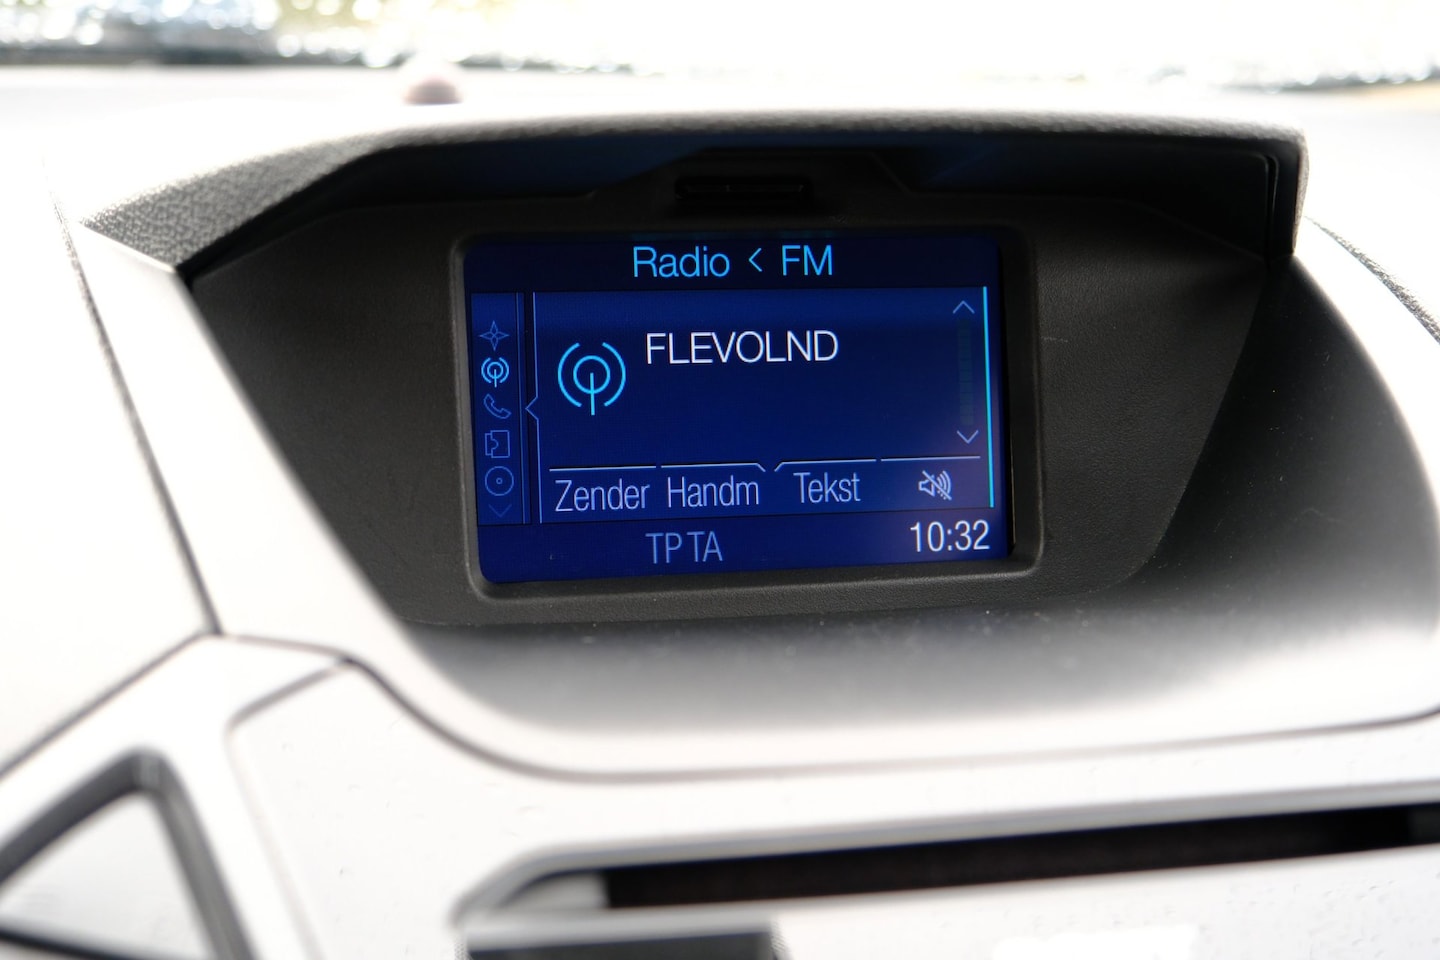 Radio < FM
FLEVOLND
Zender Handm Tekst
TP TA 10:32